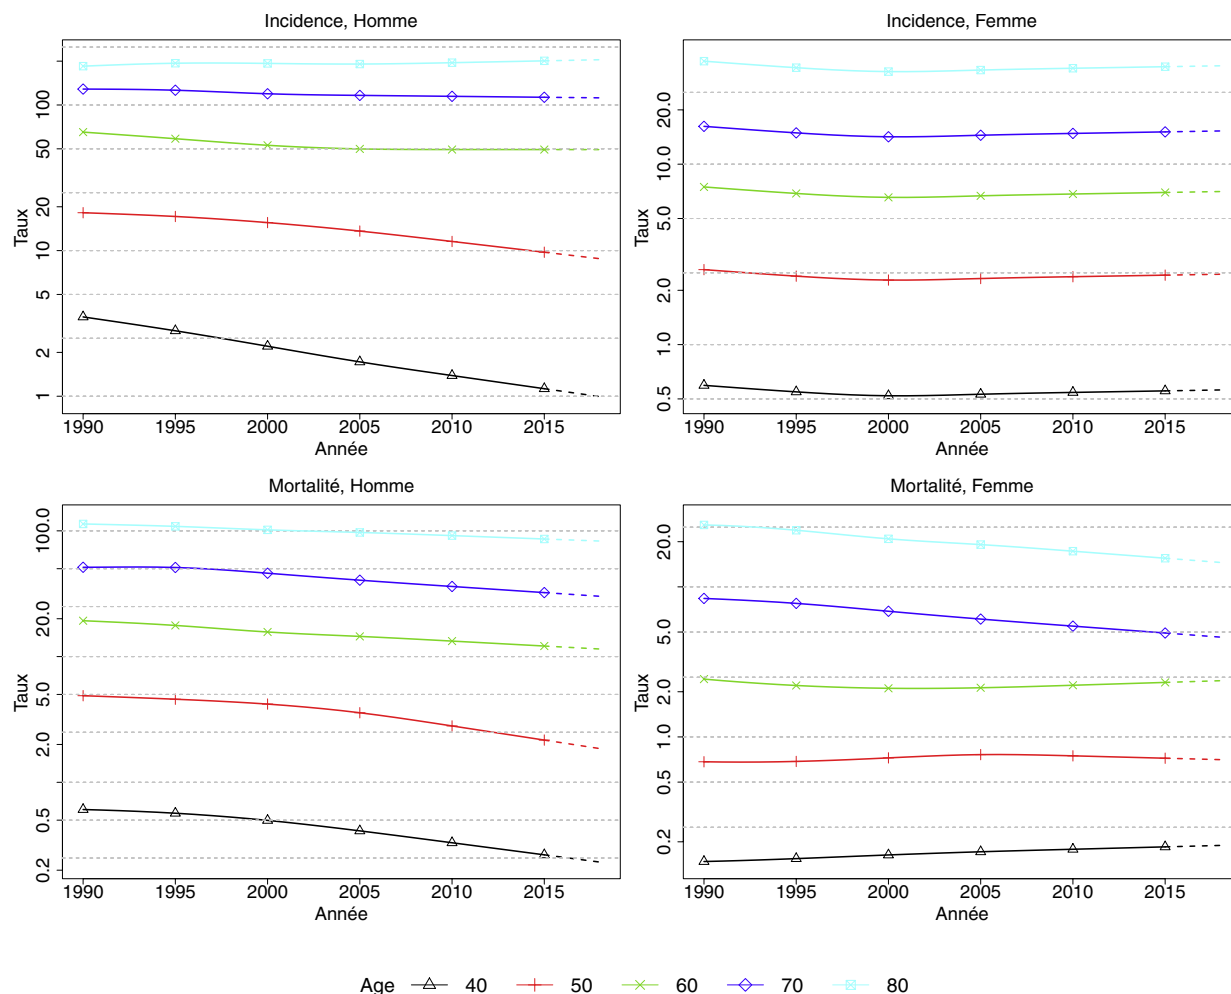 Incidence, Homme
Taux
100
50
20
10
5
2
1
1990 1995 2000 2005 2010 2015
Année
Incidence, Femme
Taux
20.0
10.0
5.0
2.0
1.0
0.5
1990 1995 2000 2005 2010 2015
Année
Mortalité, Homme
Taux
100.0
20.0
5.0
2.0
0.5
0.2
1990 1995 2000 2005 2010 2015
Année
Mortalité, Femme
Taux
20.0
5.0
2.0
1.0
0.5
0.2
1990 1995 2000 2005 2010 2015
Année
Age 40 50 60 70 80